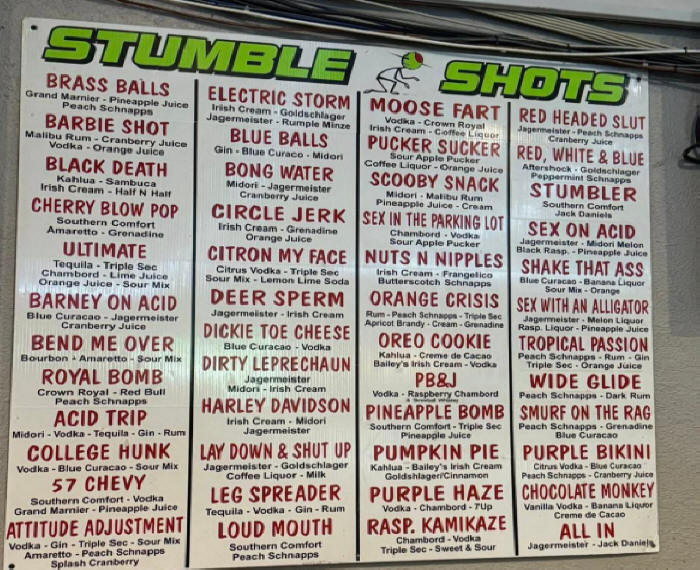 STUMBLE SHOTS
BRASS BALLS
Grand Marnier - Pineapple Juice
Peach Schnapps
BARBIE SHOT
Malibu Rum - Cranberry Juice
Vodka - Orange Juice
BLACK DEATH
Kahlua - Sambuca
Irish Cream - Half N Half
CHERRY BLOW POP
Southern Comfort
Amaretto - Grenadine
ULTIMATE
Tequila - Triple Sec
Chambord - Lime Juice
Orange Juice - Sour Mix
BARNEY ON ACID
Blue Curacao - Jagermeister
Cranberry Juice
BEND ME OVER
Bourbon - Amaretto - Sour Mix
ROYAL BOMB
Crown Royal - Red Bull
Peach Schnapps
ACID TRIP
Midori - Vodka - Tequila - Gin - Rum
COLLEGE HUNK
Vodka - Blue Curacao - Sour Mix
57 CHEVY
Southern Comfort - Vodka
Grand Marnier - Pineapple Juice
ATTITUDE ADJUSTMENT
Vodka - Gin - Triple Sec - Sour Mix
Amaretto - Peach Schnapps
Splash Cranberry
ELECTRIC STORM
Irish Cream - Goldschlager
Jagermeister - Rumple Minze
BLUE BALLS
Gin - Blue Curaco - Midori
BONG WATER
Midori - Jagermeister
Cranberry Juice
CIRCLE JERK
Irish Cream - Grenadine
Orange Juice
CITRON MY FACE
Citrus Vodka - Triple Sec
Sour Mix - Lemon Lime Soda
DEER SPERM
Jagermeiister - Irish Cream
DICKIE TOE CHEESE
Blue Curacao - Vodka
DIRTY LEPRECHAUN
Jagermeister
Midori - Irish Cream
HARLEY DAVIDSON
Irish Cream - Midori
Jagermeister
LAY DOWN & SHUT UP
Jagermeister - Goldschlager
Coffee Liquor - Milk
LEG SPREADER
Tequila - Vodka - Gin - Rum
LOUD MOUTH
Southern Comfort
Peach Schnapps
MOOSE FART
Vodka - Crown Royal
Irish Cream - Coffee Liquor
PUCKER SUCKER
Sour Apple Pucker
Coffee Liquor - Orange Juice
SCOOBY SNACK
Midori - Malibu Rum
Pineapple Juice - Cream
SEX IN THE PARKING LOT
Chambord - Vodka
Sour Apple Pucker
NUTS N NIPPLES
Irish Cream - Frangelico
Butterscotch Schnapps
ORANGE CRISIS
Rum - Peach Schnapps - Triple Sec
Apricot Brandy - Cream - Grenadine
OREO COOKIE
Kahlua - Creme de Cacao
Bailey's Irish Cream - Vodka
PB&J
Vodka - Raspberry Chambord
PINEAPPLE BOMB
Southern Comfort - Triple Sec
Pineapple Juice
PUMPKIN PIE
Kahlua - Bailey's Irish Cream
Goldshlager/Cinnamon
PURPLE HAZE
Vodka - Chambord - 7Up
RASP. KAMIKAZE
Chambord - Vodka
Triple Sec - Sweet & Sour
RED HEADED SLUT
Jagermeister - Peach Schnapps
Cranberry Juice
RED, WHITE & BLUE
Aftershock - Goldschlager
Peppermint Schnapps
STUMBLER
Southern Comfort
Jack Daniels
SEX ON ACID
Jagermeister - Midori Melon
Black Rasp. - Pineapple Juice
SHAKE THAT ASS
Blue Curacao - Banana Liquor
Sour Mix - Orange
SEX WITH AN ALLIGATOR
Jagermeister - Melon Liquor
Rasp. Liquor - Pineapple Juice
TROPICAL PASSION
Peach Schnapps - Rum - Gin
Triple Sec - Orange Juice
WIDE GLIDE
Peach Schnapps - Dark Rum
SMURF ON THE RAG
Peach Schnapps - Grenadine
Blue Curacao
PURPLE BIKINI
Citrus Vodka - Blue Curacao
Peach Schnapps - Cranberry Juice
CHOCOLATE MONKEY
Vanilla Vodka - Banana Liquor
Creme de Cacao
ALL IN
Jagermeister - Jack Daniels